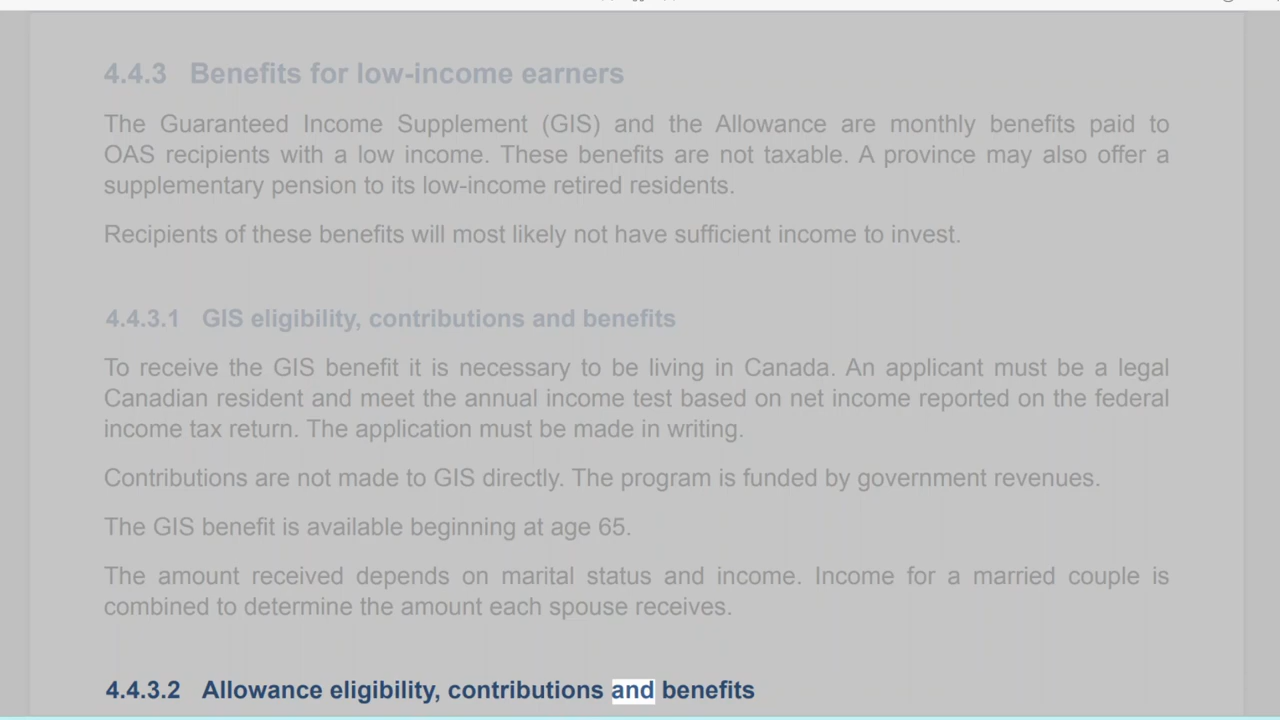 4.4.3 Benefits for low-income earners
The Guaranteed Income Supplement (GIS) and the Allowance are monthly benefits paid to
OAS recipients with a low income. These benefits are not taxable. A province may also offer a
supplementary pension to its low-income retired residents.
Recipients of these benefits will most likely not have sufficient income to invest.
4.4.3.1 GIS eligibility, contributions and benefits
To receive the GIS benefit it is necessary to be living in Canada. An applicant must be a legal
Canadian resident and meet the annual income test based on net income reported on the federal
income tax return. The application must be made in writing.
Contributions are not made to GIS directly. The program is funded by government revenues.
The GIS benefit is available beginning at age 65.
The amount received depends on marital status and income. Income for a married couple is
combined to determine the amount each spouse receives.
4.4.3.2 Allowance eligibility, contributions and benefits